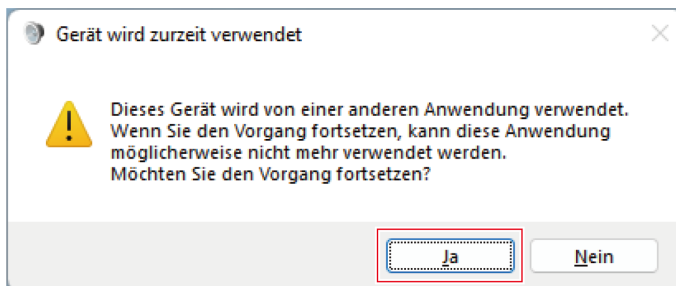 Gerät wird zurzeit verwendet
Dieses Gerät wird von einer anderen Anwendung verwendet.
Wenn Sie den Vorgang fortsetzen, kann diese Anwendung
möglicherweise nicht mehr verwendet werden.
Möchten Sie den Vorgang fortsetzen?
Ja Nein